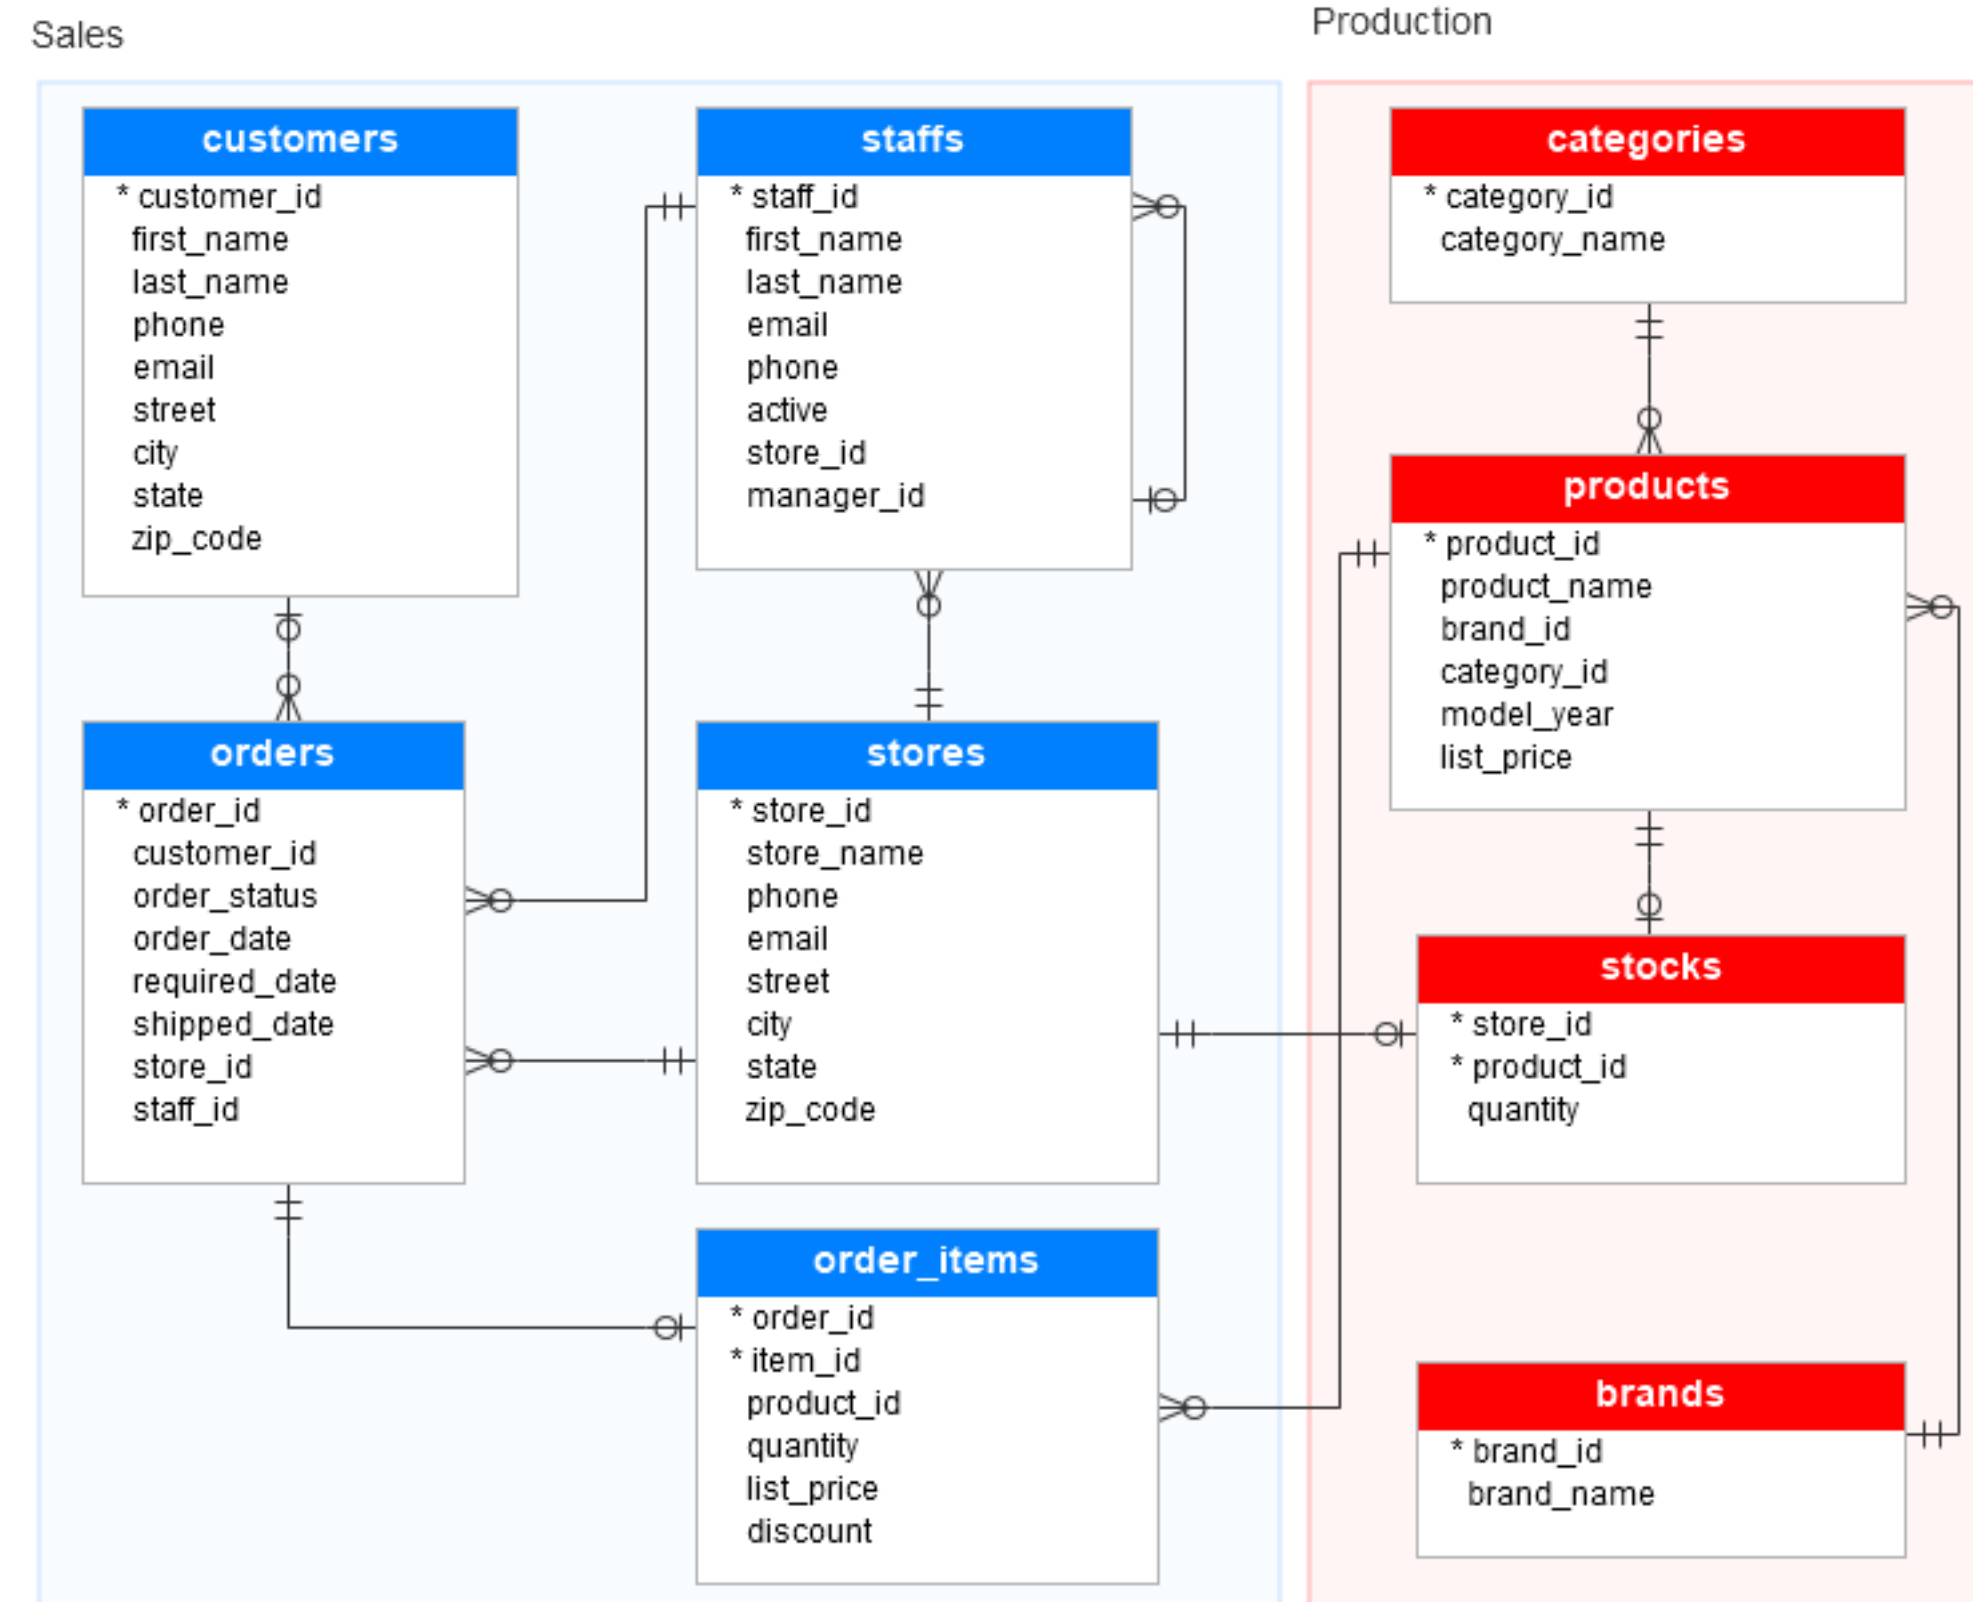 Sales
customers
* customer_id
first_name
last_name
phone
email
street
city
state
zip_code
staffs
* staff_id
first_name
last_name
email
phone
active
store_id
manager_id
orders
* order_id
customer_id
order_status
order_date
required_date
shipped_date
store_id
staff_id
stores
* store_id
store_name
phone
email
street
city
state
zip_code
order_items
* order_id
* item_id
product_id
quantity
list_price
discount
Production
categories
* category_id
category_name
products
* product_id
product_name
brand_id
category_id
model_year
list_price
stocks
* store_id
* product_id
quantity
brands
* brand_id
brand_name